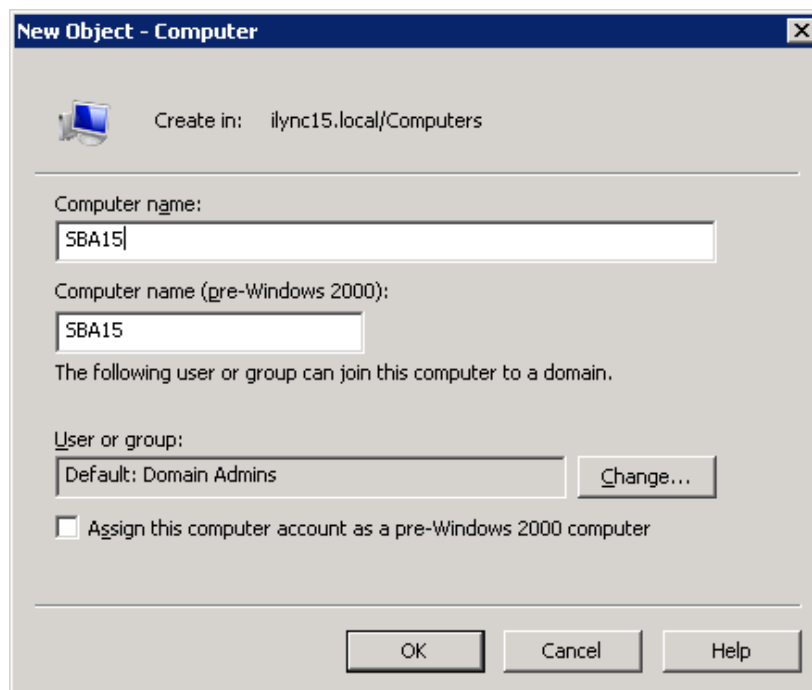 New Object - Computer
Create in: ilync15.local/Computers
Computer name:
SBA15
Computer name (pre-Windows 2000):
SBA15
The following user or group can join this computer to a domain.
User or group:
Default: Domain Admins
Change...
Assign this computer account as a pre-Windows 2000 computer
OK Cancel Help